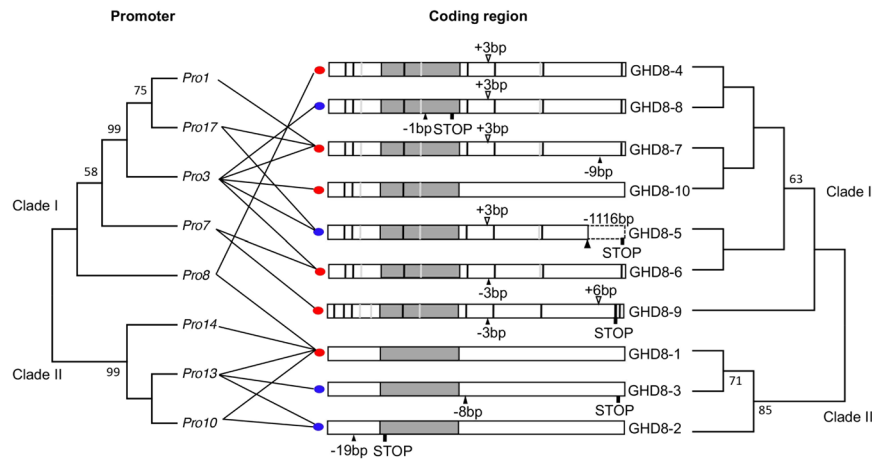 Promoter
Coding region
+3bp
GHD8-4
Pro1
75
+3bp
GHD8-8
-1bp
STOP
Pro17
99
+3bp
GHD8-7
-9bp
58
Pro3
63
GHD8-10
Clade I
Clade I
-1116bp
+3bp
Pro7
GHD8-5
STOP
Pro8
GHD8-6
-3bp
+6bp
GHD8-9
-3bp
STOP
Pro14
GHD8-1
Clade II
99
Pro13
71
GHD8-3
-8bp
STOP
85
Clade II
Pro10
GHD8-2
-19bp
STOP